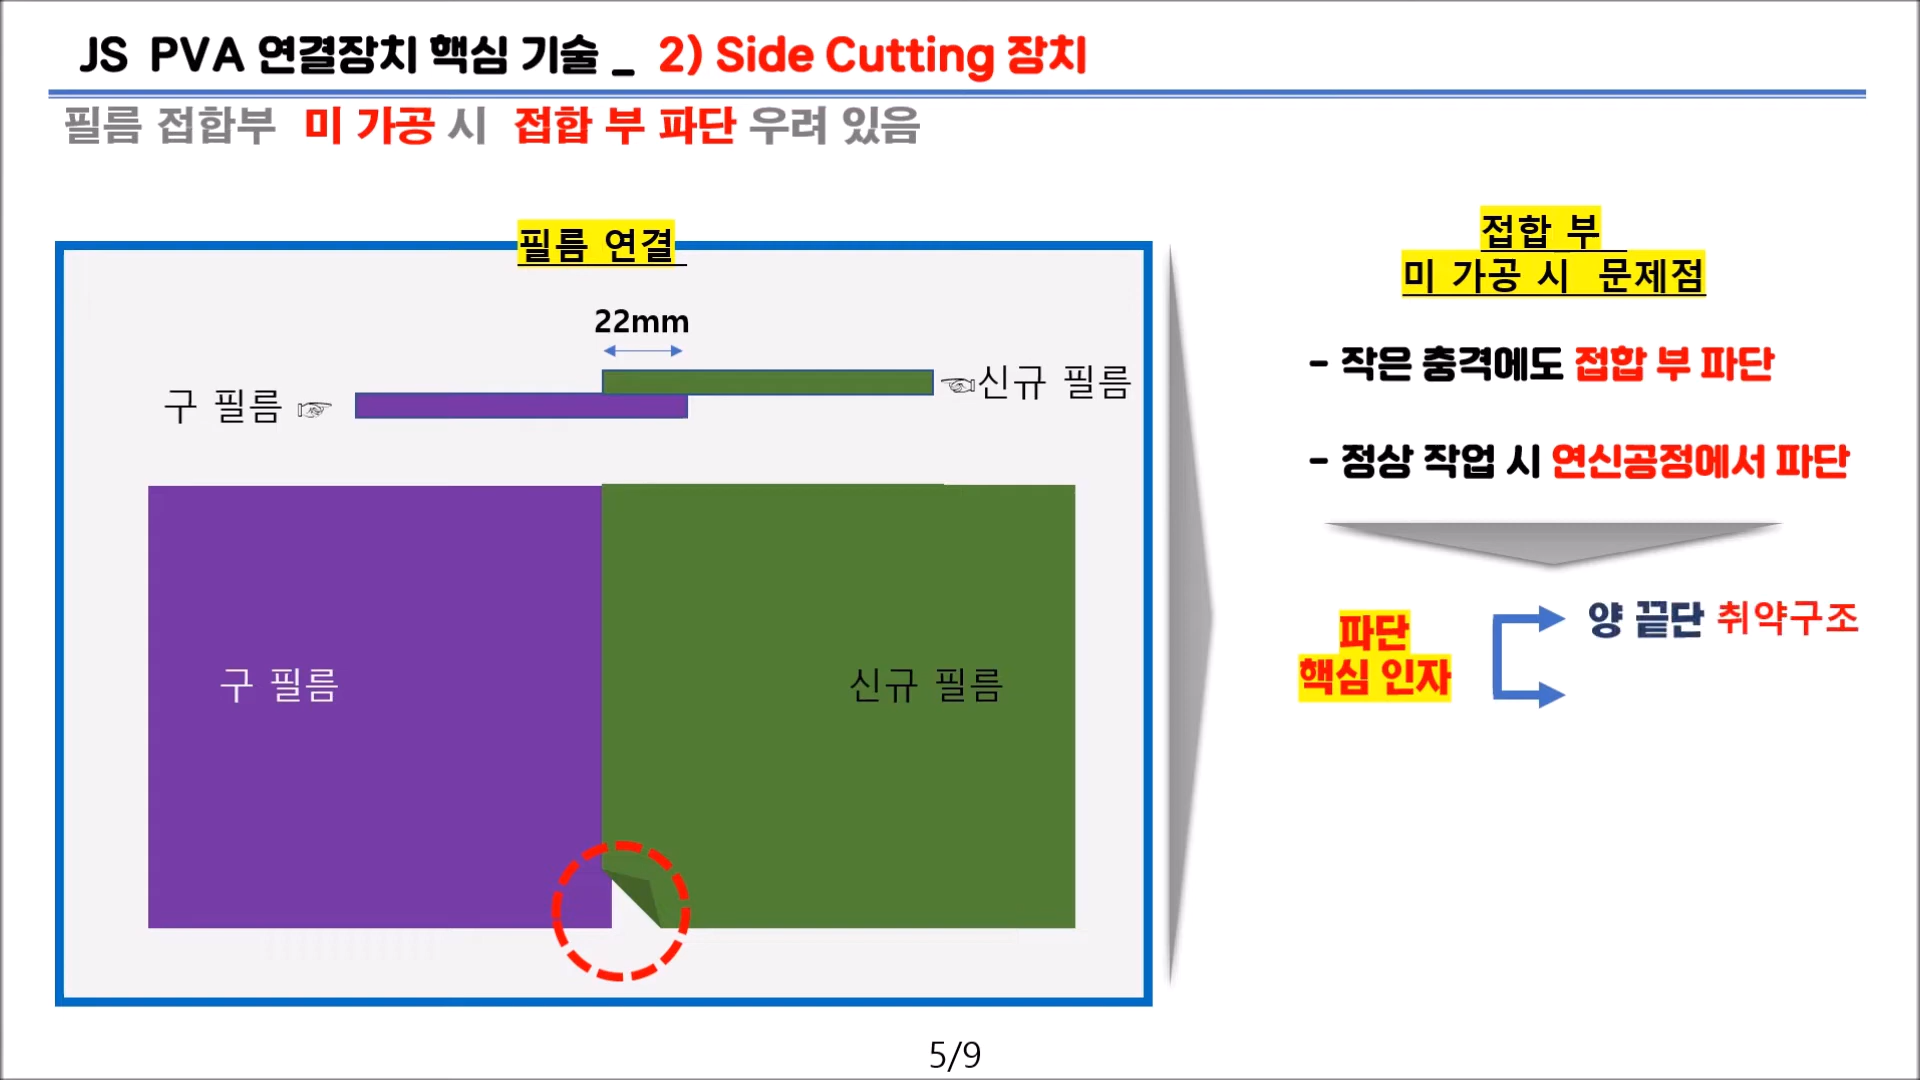 JS PVA 연결장치 핵심 기술 _ 2) Side Cutting 장치
필름 접합부 미 가공 시 접합 부 파단 우려 있음
필름 연결
22mm
구 필름 ☞
☜신규 필름
구 필름
신규 필름
접합 부
미 가공 시 문제점
- 작은 충격에도 접합 부 파단
- 정상 작업 시 연신공정에서 파단
파단
핵심 인자
양 끝단 취약구조
5/9